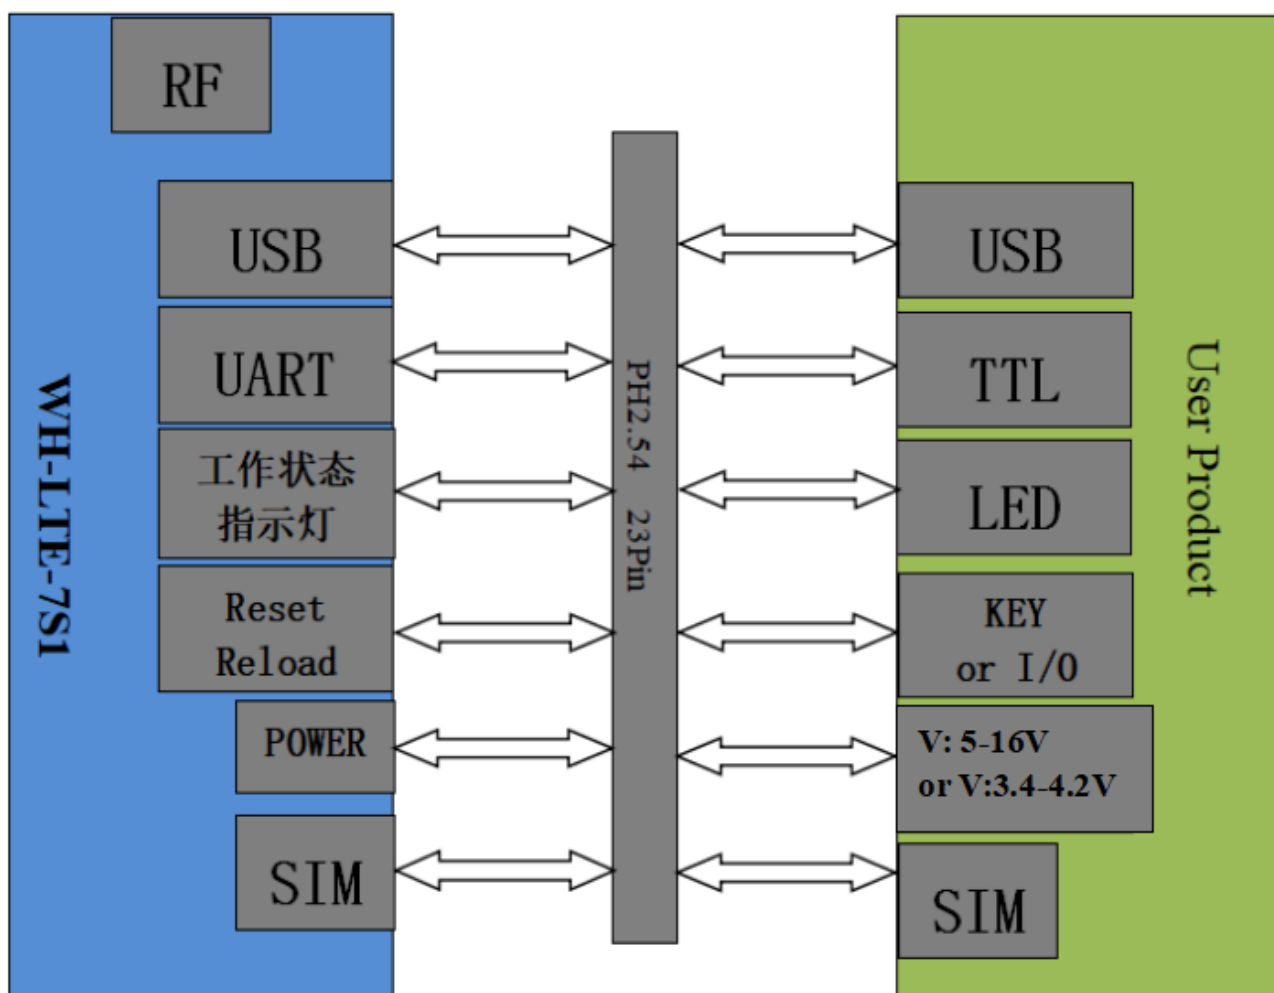 RF
USB
UART
工作状态
指示灯
Reset
Reload
POWER
SIM
WH-LTE-7S1
PH2.54 23Pin
USB
TTL
LED
KEY
or I/O
V: 5-16V
or V:3.4-4.2V
SIM
User Product